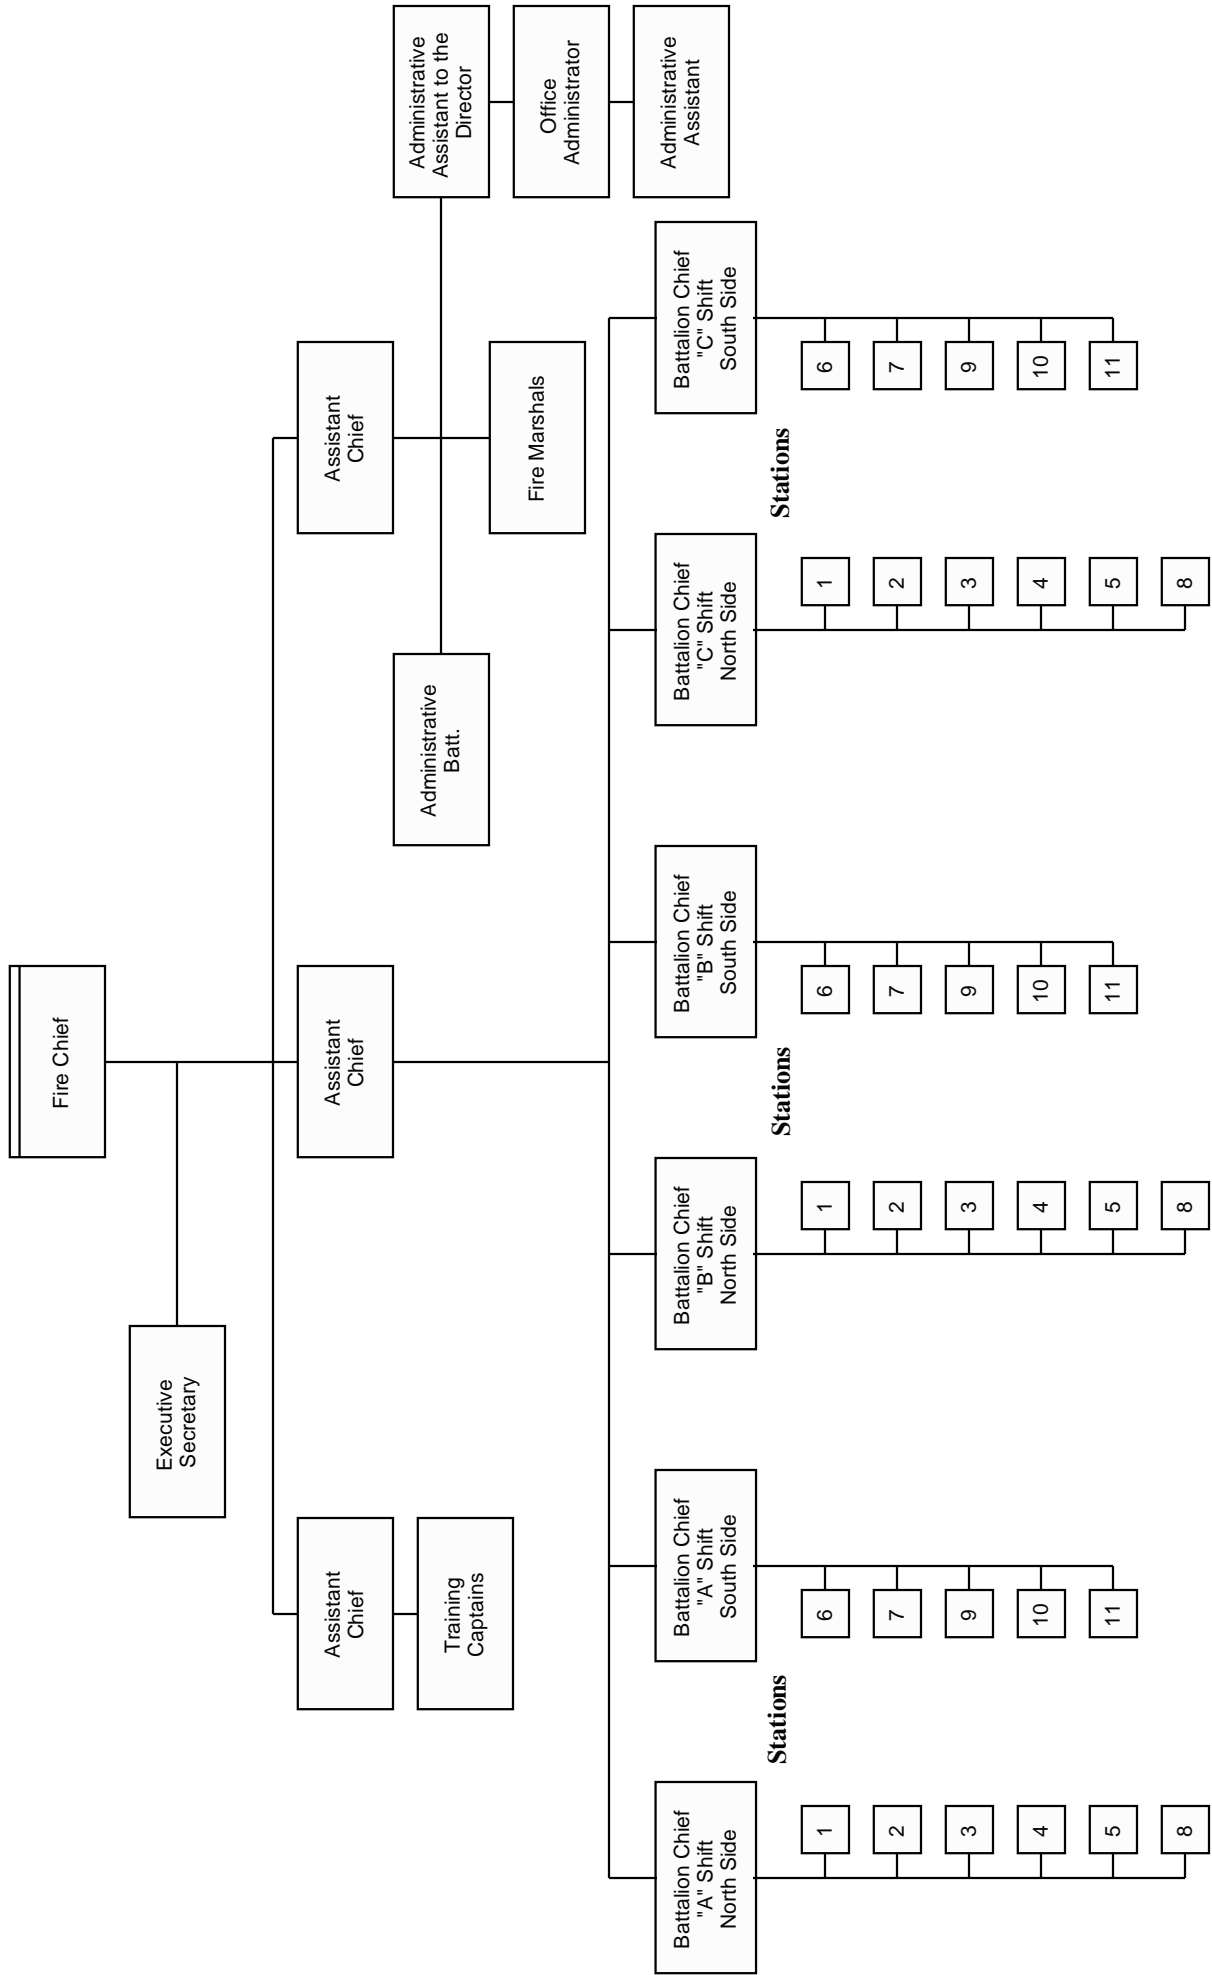 Fire Chief
Executive
Secretary
Assistant
Chief
Assistant
Chief
Assistant
Chief
Training
Captains
Administrative
Batt.
Administrative
Assistant to the
Director
Fire Marshals
Office
Administrator
Administrative
Assistant
Battalion Chief
"A" Shift
North Side
Battalion Chief
"A" Shift
South Side
Battalion Chief
"B" Shift
North Side
Battalion Chief
"B" Shift
South Side
Battalion Chief
"C" Shift
North Side
Battalion Chief
"C" Shift
South Side
Stations
Stations
Stations
1
2
3
4
5
8
6
7
9
10
11
1
2
3
4
5
8
6
7
9
10
11
1
2
3
4
5
8
6
7
9
10
11